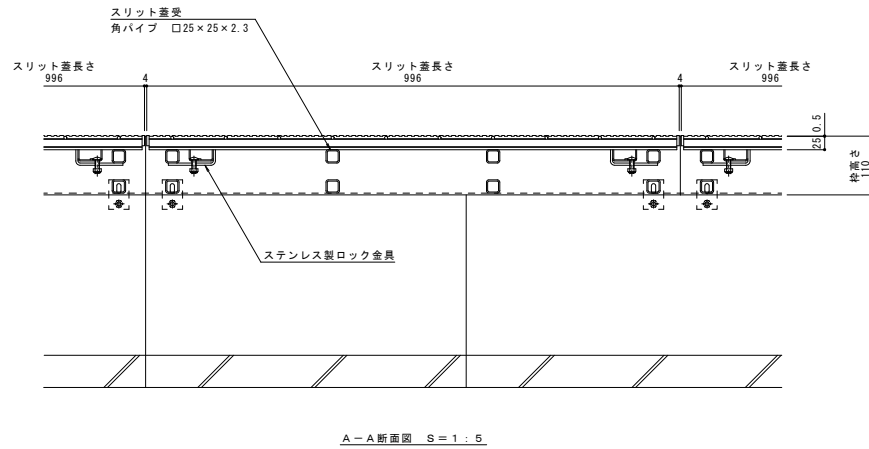 スリット蓋受
角パイプ □25×25×2.3
スリット蓋長さ
996
4
スリット蓋長さ
996
4
スリット蓋長さ
996
25
0.5
枠高さ
110
ステンレス製ロック金具
A-A断面図 S=1:5